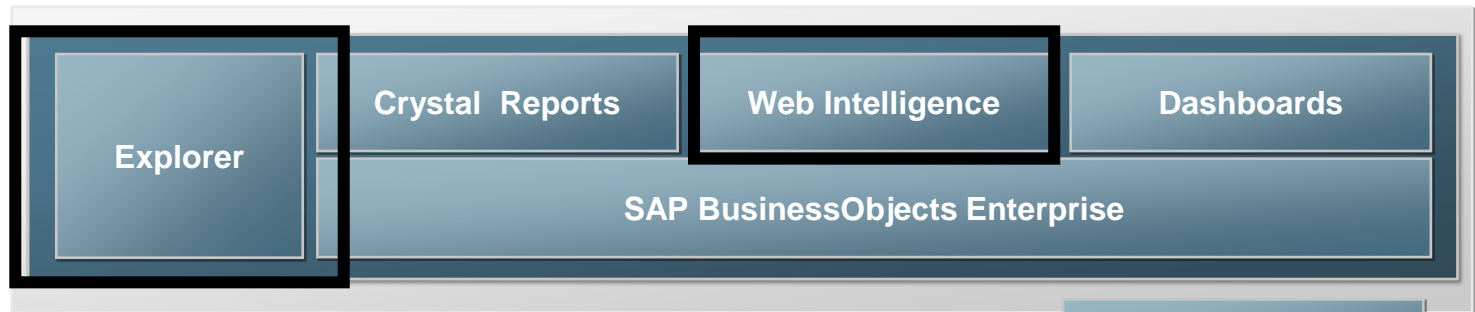 Crystal Reports
Web Intelligence
Dashboards
Explorer
SAP BusinessObjects Enterprise